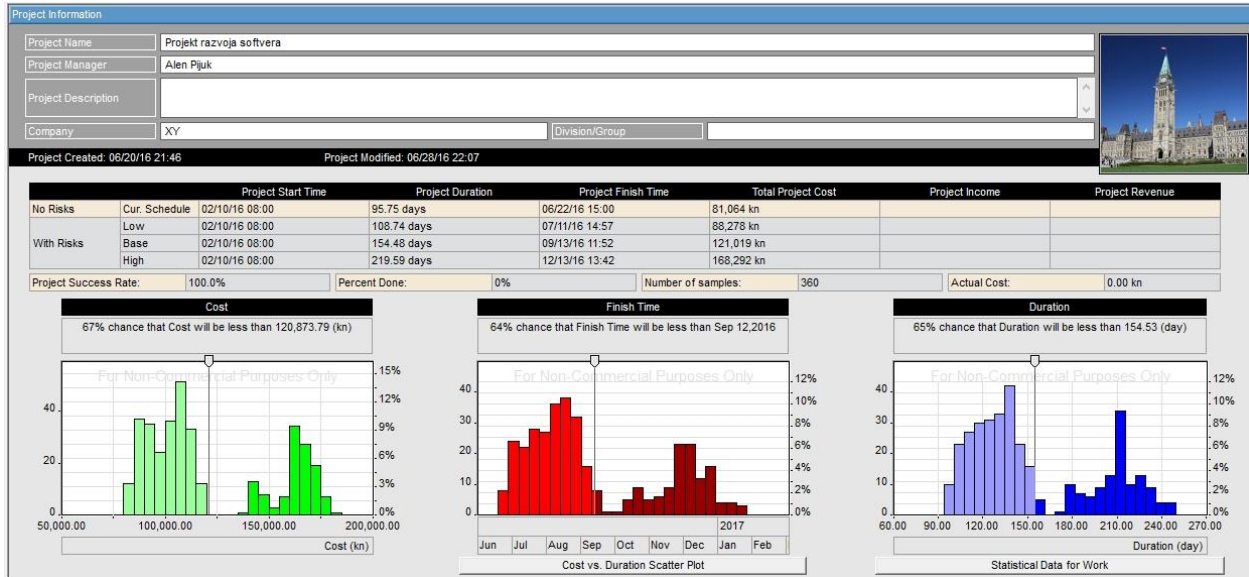 Project Information
Project Name Projekt razvoja softvera
Project Manager Alen Pijuk
Project Description
Company XY Division/Group
Project Created: 06/20/16 21:46 Project Modified: 06/28/16 22:07
Project Start Time Project Duration Project Finish Time Total Project Cost Project Income Project Revenue
No Risks Cur. Schedule 02/10/16 08:00 95.75 days 06/22/16 15:00 81,064 kn
Low 02/10/16 08:00 108.74 days 07/11/16 14:57 88,278 kn
With Risks Base 02/10/16 08:00 154.48 days 09/13/16 11:52 121,019 kn
High 02/10/16 08:00 219.59 days 12/13/16 13:42 168,292 kn
Project Success Rate: 100.0% Percent Done: 0% Number of samples: 360 Actual Cost: 0.00 kn
Cost
67% chance that Cost will be less than 120,873.79 (kn)
For Non-Commercial Purposes Only
15%
12%
40
9%
6%
20
3%
0 0%
50,000.00 100,000.00 150,000.00 200,000.00
Cost (kn)
Finish Time
64% chance that Finish Time will be less than Sep 12,2016
For Non-Commercial Purposes Only
12%
40
10%
30 8%
6%
20
4%
10
2%
0 0%
2017
Jun Jul Aug Sep Oct Nov Dec Jan Feb
Cost vs. Duration Scatter Plot
Duration
65% chance that Duration will be less than 154.53 (day)
For Non-Commercial Purposes Only
12%
40
10%
30 8%
6%
20
4%
10
2%
0 0%
60.00 90.00 120.00 150.00 180.00 210.00 240.00 270.00
Duration (day)
Statistical Data for Work